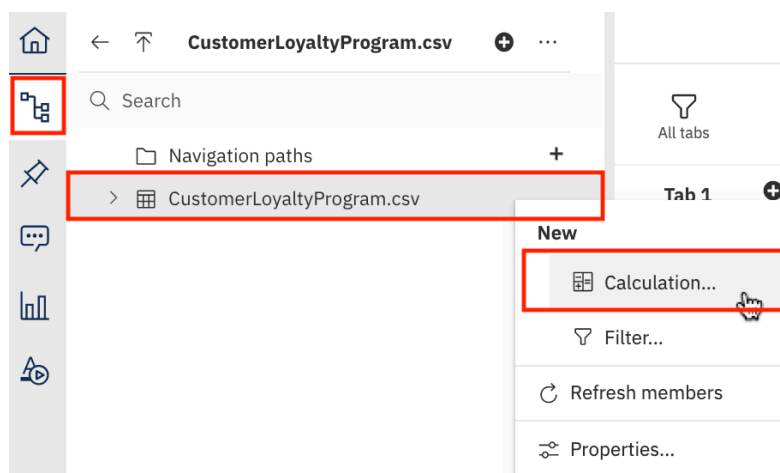 CustomerLoyaltyProgram.csv
Search
All tabs
Navigation paths
CustomerLoyaltyProgram.csv
Tab 1
New
Calculation...
Filter...
Refresh members
Properties...